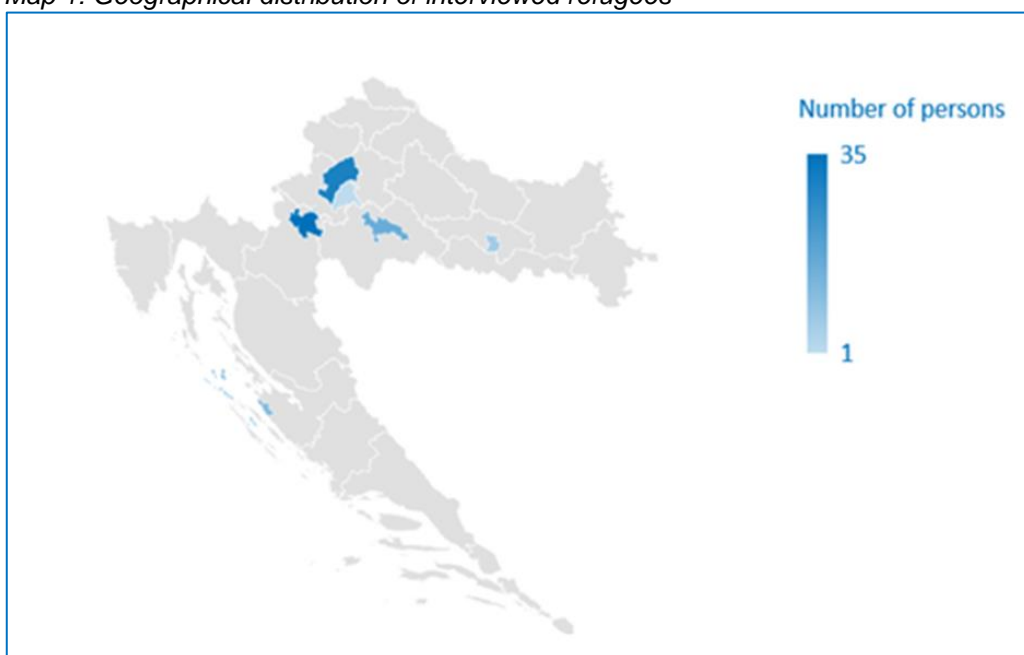 Map 1: Geographical distribution of interviewed refugees
Number of persons
35
1